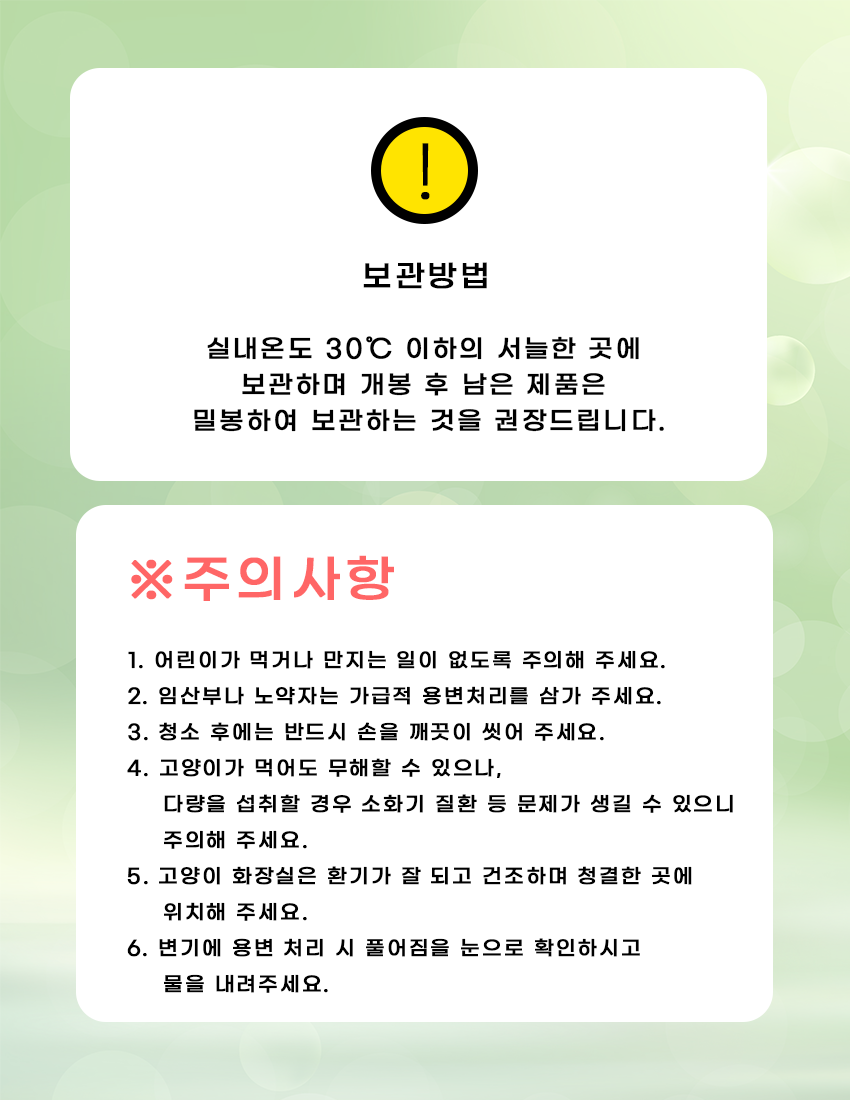 !
보관방법
실내온도 30℃ 이하의 서늘한 곳에
보관하며 개봉 후 남은 제품은
밀봉하여 보관하는 것을 권장드립니다.
※주의사항
1. 어린이가 먹거나 만지는 일이 없도록 주의해 주세요.
2. 임산부나 노약자는 가급적 용변처리를 삼가 주세요.
3. 청소 후에는 반드시 손을 깨끗이 씻어 주세요.
4. 고양이가 먹어도 무해할 수 있으나,
다량을 섭취할 경우 소화기 질환 등 문제가 생길 수 있으니
주의해 주세요.
5. 고양이 화장실은 환기가 잘 되고 건조하며 청결한 곳에
위치해 주세요.
6. 변기에 용변 처리 시 풀어짐을 눈으로 확인하시고
물을 내려주세요.